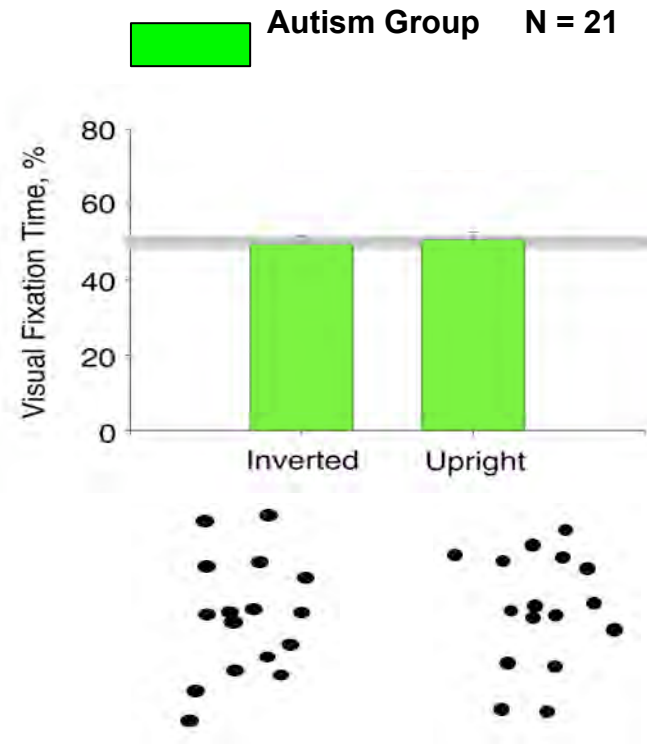 Autism Group N = 21
Visual Fixation Time, %
80
60
40
20
0
Inverted Upright